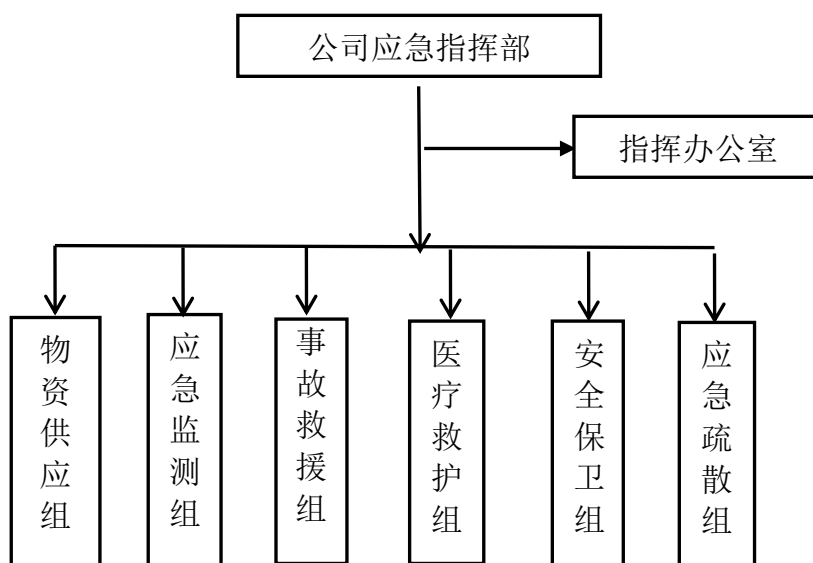 公司应急指挥部
指挥办公室
物资供应组
应急监测组
事故救援组
医疗救护组
安全保卫组
应急疏散组